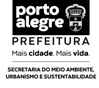 porto
alegre
PREFEITURA
Mais cidade. Mais vida.
SECRETARIA DO MEIO AMBIENTE,
URBANISMO E SUSTENTABILIDADE